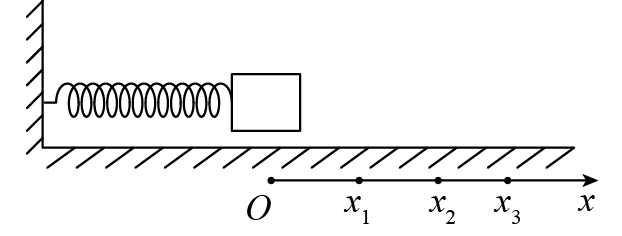 O x₁ x₂ x₃ x